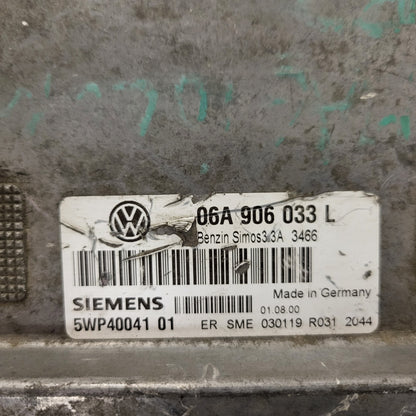 06A 906 033 L
Benzin Simos3.3A 3466
SIEMENS
Made in Germany
01.08.00
5WP40041 01 ER SME 030119 R031 2044